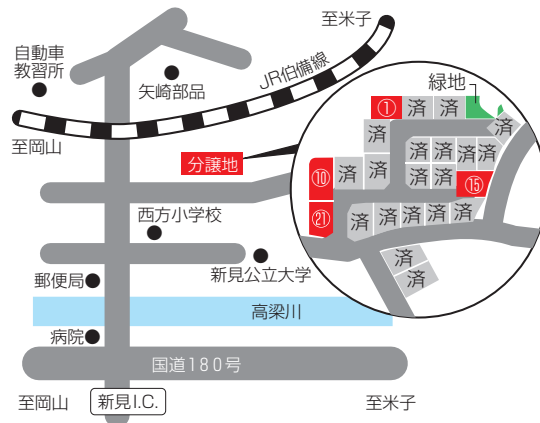 至米子
自動車
教習所
矢崎部品
JR伯備線
至岡山
分譲地
緑地
①
済
済
済
済
済
済
済
済
⑩
済
済
済
済
⑮
㉑
済
済
済
済
済
済
済
西方小学校
新見公立大学
郵便局
高梁川
病院
国道180号
至岡山
新見I.C.
至米子